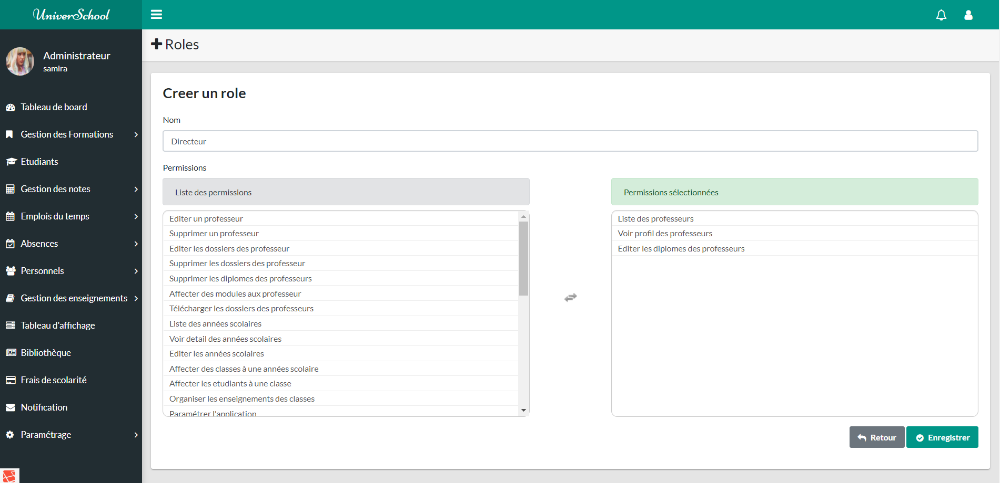 UniverSchool
Roles
Administrateur
samira
Tableau de board
Gestion des Formations
Etudiants
Gestion des notes
Emplois du temps
Absences
Personnels
Gestion des enseignements
Tableau d'affichage
Bibliothèque
Frais de scolarité
Notification
Paramétrage
Creer un role
Nom
Directeur
Permissions
Liste des permissions
Editer un professeur
Supprimer un professeur
Editer les dossiers des professeur
Supprimer les dossiers des professeur
Supprimer les diplomes des professeurs
Affecter des modules aux professeur
Télécharger les dossiers des professeurs
Liste des années scolaires
Voir detail des années scolaires
Editer les années scolaires
Affecter des classes à une années scolaire
Affecter les etudiants à une classe
Organiser les enseignements des classes
Paramétrer l'application
Permissions sélectionnées
Liste des professeurs
Voir profil des professeurs
Editer les diplomes des professeurs
Retour
Enregistrer